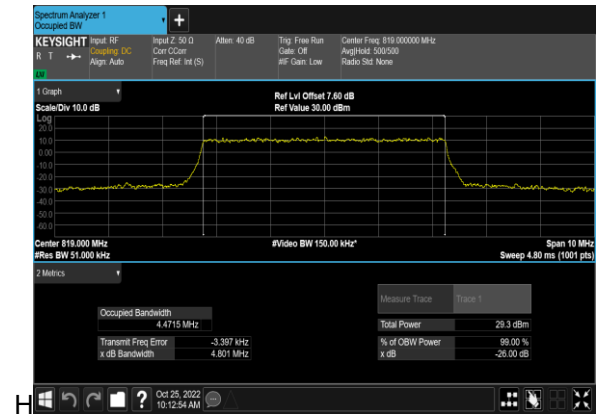 Spectrum Analyzer 1
Occupied BW
+
KEYSIGHT Input: RF Input Z: 50 Ω Atten: 40 dB Trig: Free Run Center Freq: 819.000000 MHz
R T Coupling: DC Corr CCorr Gate: Off Avg|Hold: 500/500
Align: Auto Freq Ref: Int (S) #IF Gain: Low Radio Std: None
1 Graph
Ref Lvl Offset 7.60 dB
Scale/Div 10.0 dB Ref Value 30.00 dBm
Log
20.0
10.0
0.00
-10.0
-20.0
-30.0
-40.0
-50.0
-60.0
Center 819.000 MHz #Video BW 150.00 kHz* Span 10 MHz
#Res BW 51.000 kHz Sweep 4.80 ms (1001 pts)
2 Metrics
Measure Trace Trace 1
Occupied Bandwidth
4.4715 MHz Total Power 29.3 dBm
Transmit Freq Error -3.397 kHz % of OBW Power 99.00 %
x dB Bandwidth 4.801 MHz x dB -26.00 dB
H
? Oct 25, 2022
10:12:54 AM